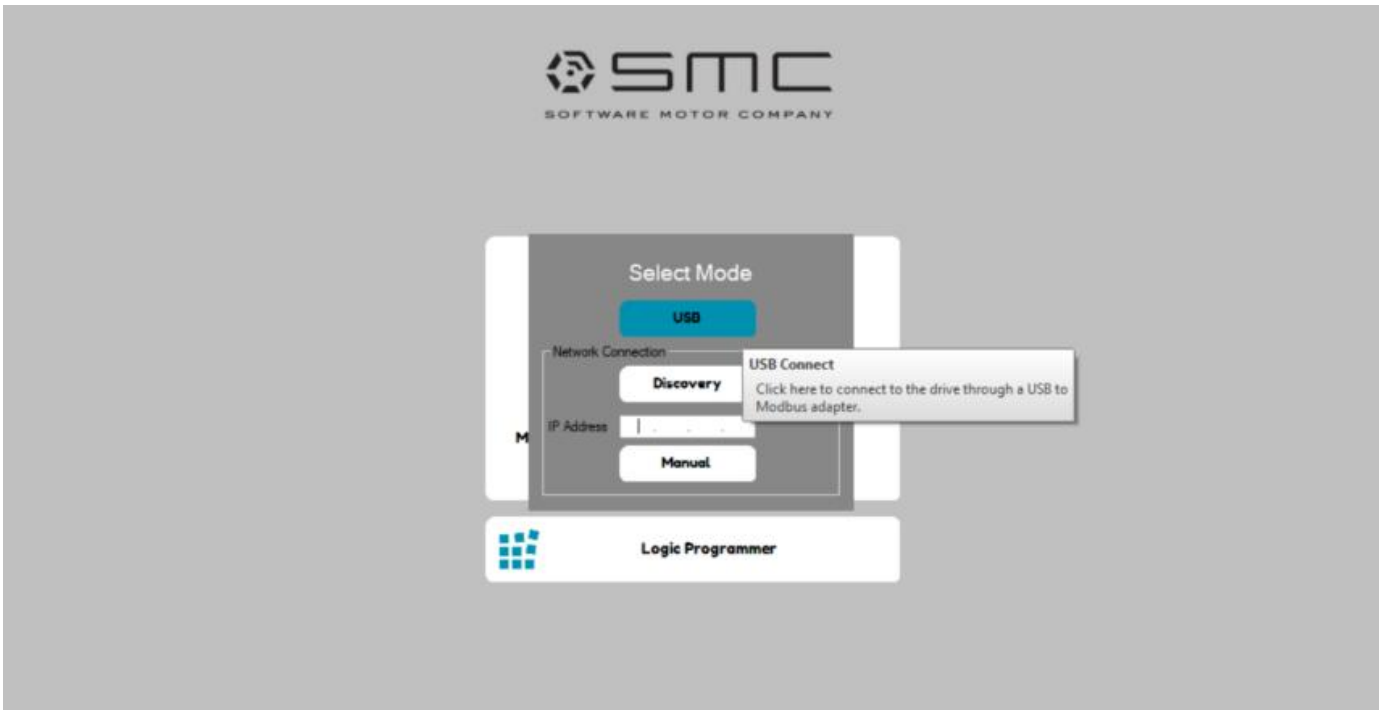 SMC
SOFTWARE MOTOR COMPANY
Select Mode
USB
Network Connection
Discovery
USB Connect
Click here to connect to the drive through a USB to
Modbus adapter.
IP Address
M
Manual
Logic Programmer